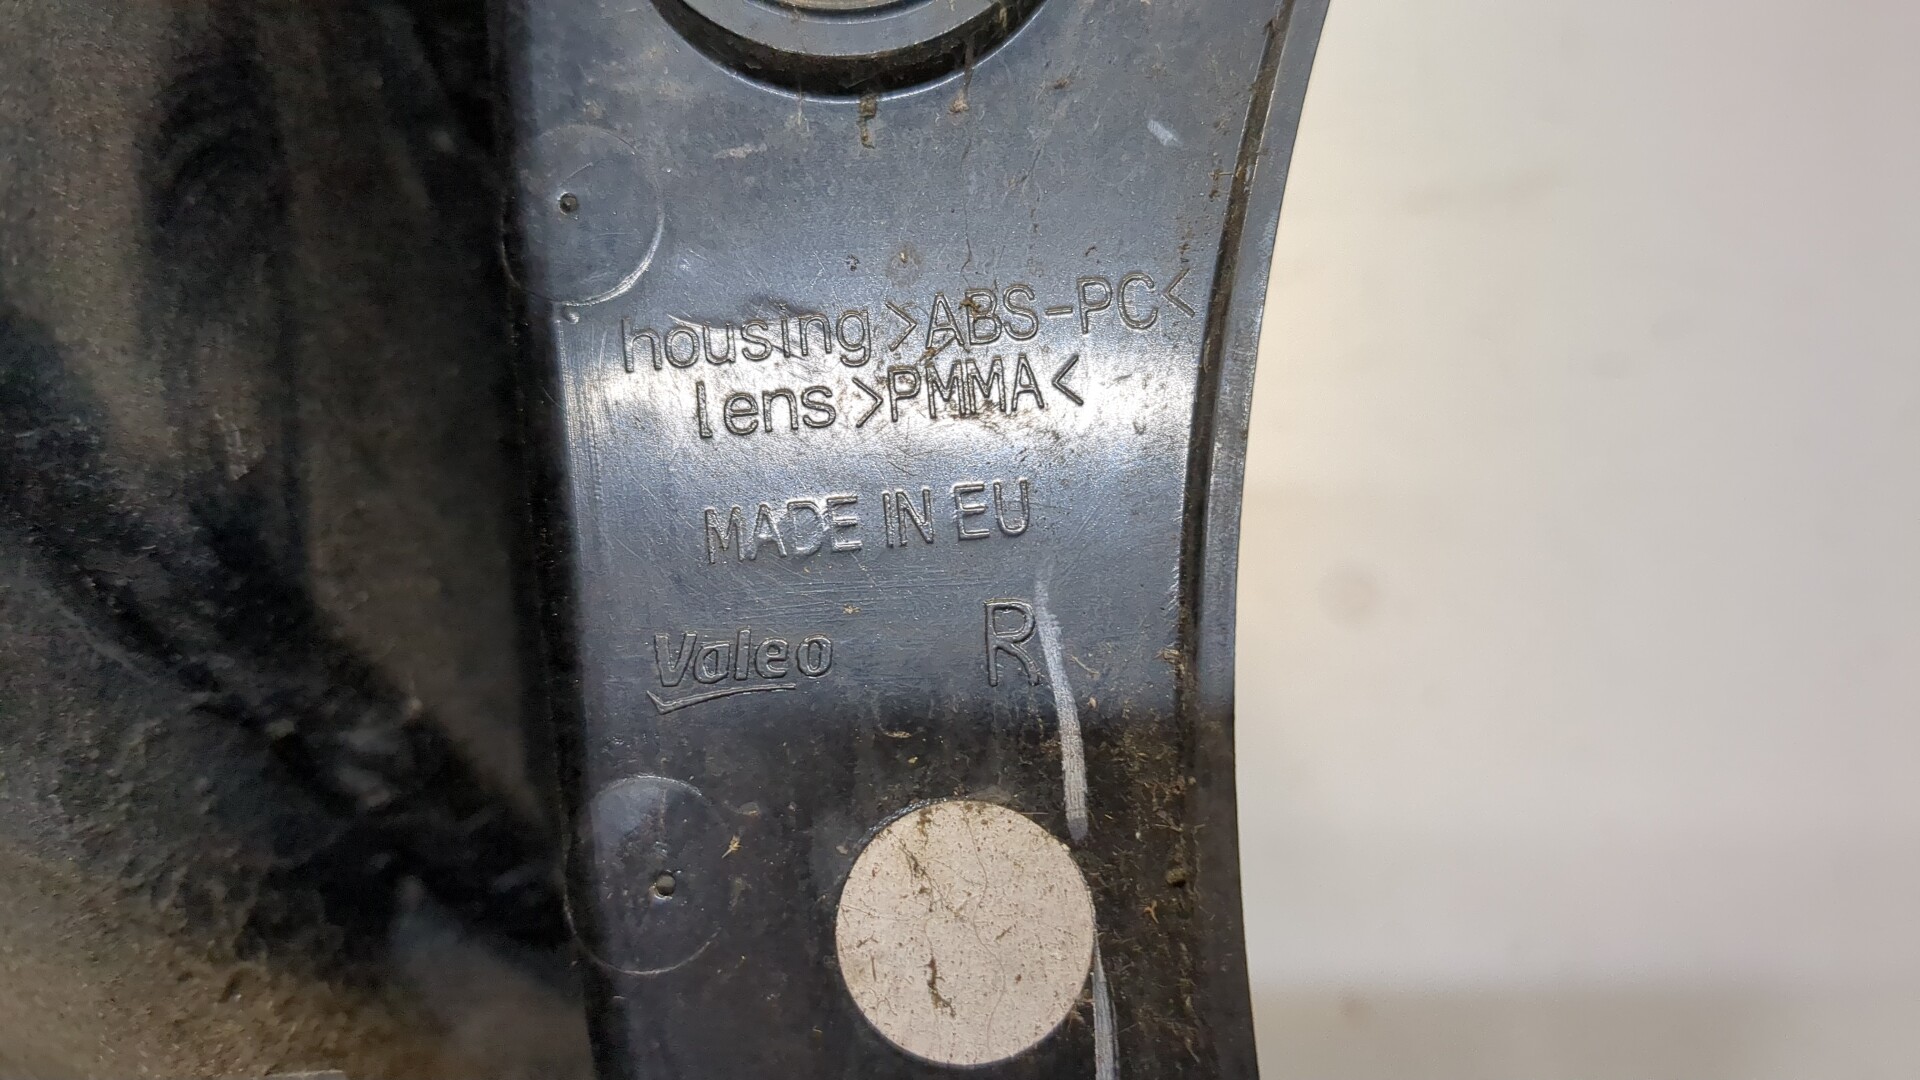 housing >ABS-PC<
lens >PMMA<
MADE IN EU
Valeo R